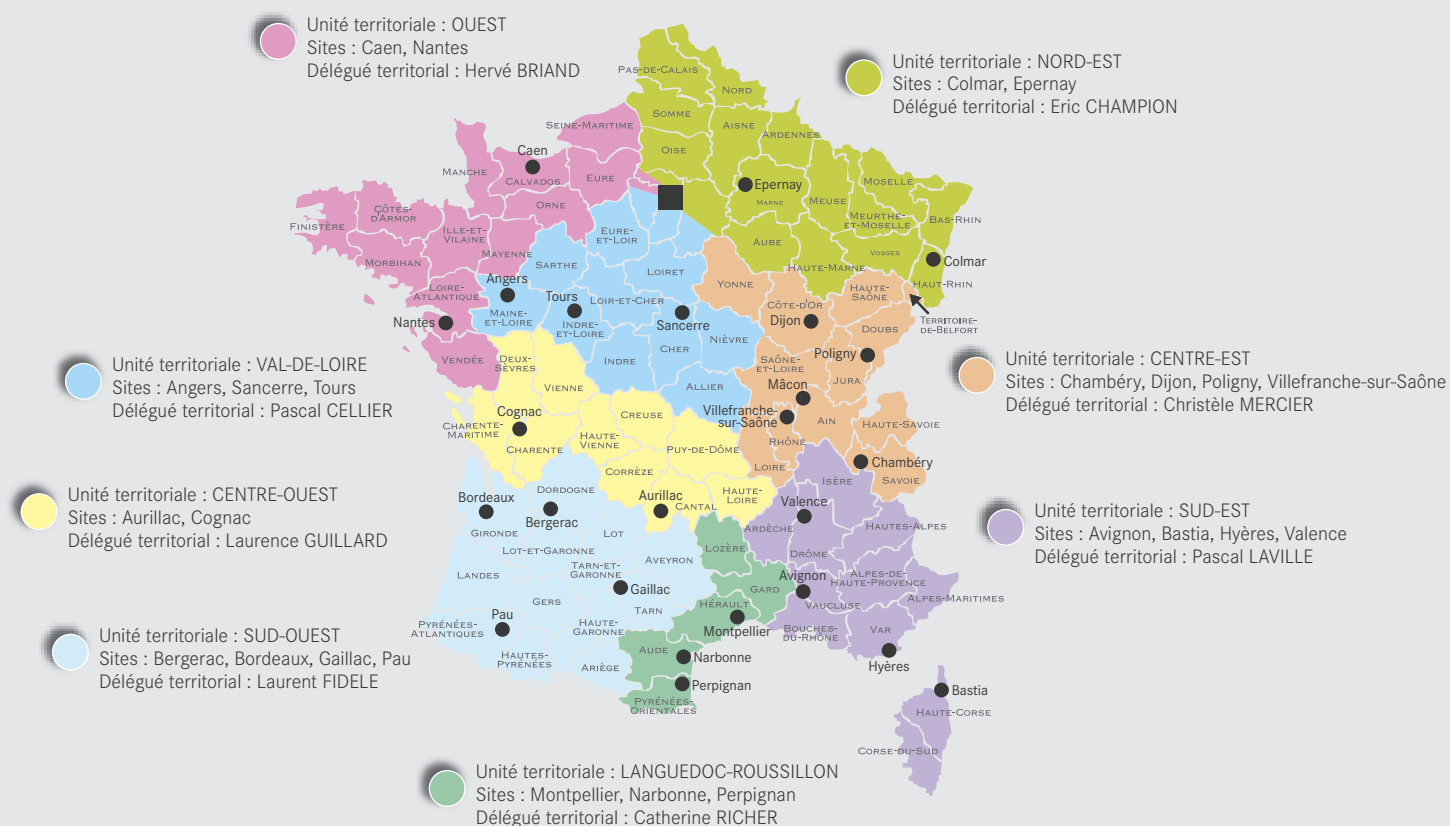 Unité territoriale : OUEST
Sites : Caen, Nantes
Délégué territorial : Hervé BRIAND
Unité territoriale : NORD-EST
Sites : Colmar, Epernay
Délégué territorial : Eric CHAMPION
PAS-DE-CALAIS
NORD
SOMME
SEINE-MARITIME
AISNE
ARDENNES
OISE
Caen
MANCHE
CALVADOS
EURE
ORNE
Epernay
MARNE
MEUSE
MOSELLE
MEURTHE-
ET-MOSELLE
BAS-RHIN
FINISTÈRE
CÔTES-
D'ARMOR
ILLE-ET-
VILAINE
MAYENNE
MORBIHAN
EURE-
ET-LOIR
AUBE
HAUTE-MARNE
VOSGES
Colmar
HAUT-RHIN
SARTHE
LOIRET
YONNE
HAUTE-
SAÔNE
LOIRE-
ATLANTIQUE
Angers
Tours
LOIR-ET-CHER
CÔTE-D'OR
Dijon
TERRITOIRE-
DE-BELFORT
Nantes
MAINE-
ET-LOIRE
INDRE-
ET-LOIRE
Sancerre
CHER
NIÈVRE
DOUBS
Poligny
VENDÉE
DEUX-
SÈVRES
VIENNE
INDRE
ALLIER
SAÔNE-
ET-LOIRE
JURA
Mâcon
Unité territoriale : VAL-DE-LOIRE
Sites : Angers, Sancerre, Tours
Délégué territorial : Pascal CELLIER
Unité territoriale : CENTRE-EST
Sites : Chambéry, Dijon, Poligny, Villefranche-sur-Saône
Délégué territorial : Christèle MERCIER
Cognac
CHARENTE-
MARITIME
CHARENTE
HAUTE-
VIENNE
CREUSE
PUY-DE-DÔME
CORRÈZE
Villefranche-
sur-Saône
AIN
RHÔNE
LOIRE
HAUTE-SAVOIE
Chambéry
SAVOIE
Unité territoriale : CENTRE-OUEST
Sites : Aurillac, Cognac
Délégué territorial : Laurence GUILLARD
Bordeaux
DORDOGNE
Bergerac
GIRONDE
Aurillac
CANTAL
HAUTE-
LOIRE
ISÈRE
Valence
ARDÈCHE
DRÔME
HAUTES-ALPES
Unité territoriale : SUD-EST
Sites : Avignon, Bastia, Hyères, Valence
Délégué territorial : Pascal LAVILLE
LOT
LOT-ET-GARONNE
AVEYRON
LOZÈRE
LANDES
TARN-ET-
GARONNE
Gaillac
TARN
GERS
GARD
Avignon
VAUCLUSE
ALPES-DE-
HAUTE-PROVENCE
ALPES-MARITIMES
Pau
PYRÉNÉES-
ATLANTIQUES
HAUTE-
GARONNE
HÉRAULT
Montpellier
BOUCHES-
DU-RHÔNE
VAR
Hyères
HAUTES-
PYRÉNÉES
ARIÈGE
AUDE
Narbonne
Perpignan
PYRÉNÉES-
ORIENTALES
Unité territoriale : SUD-OUEST
Sites : Bergerac, Bordeaux, Gaillac, Pau
Délégué territorial : Laurent FIDELE
Bastia
HAUTE-CORSE
CORSE-DU-SUD
Unité territoriale : LANGUEDOC-ROUSSILLON
Sites : Montpellier, Narbonne, Perpignan
Délégué territorial : Catherine RICHER